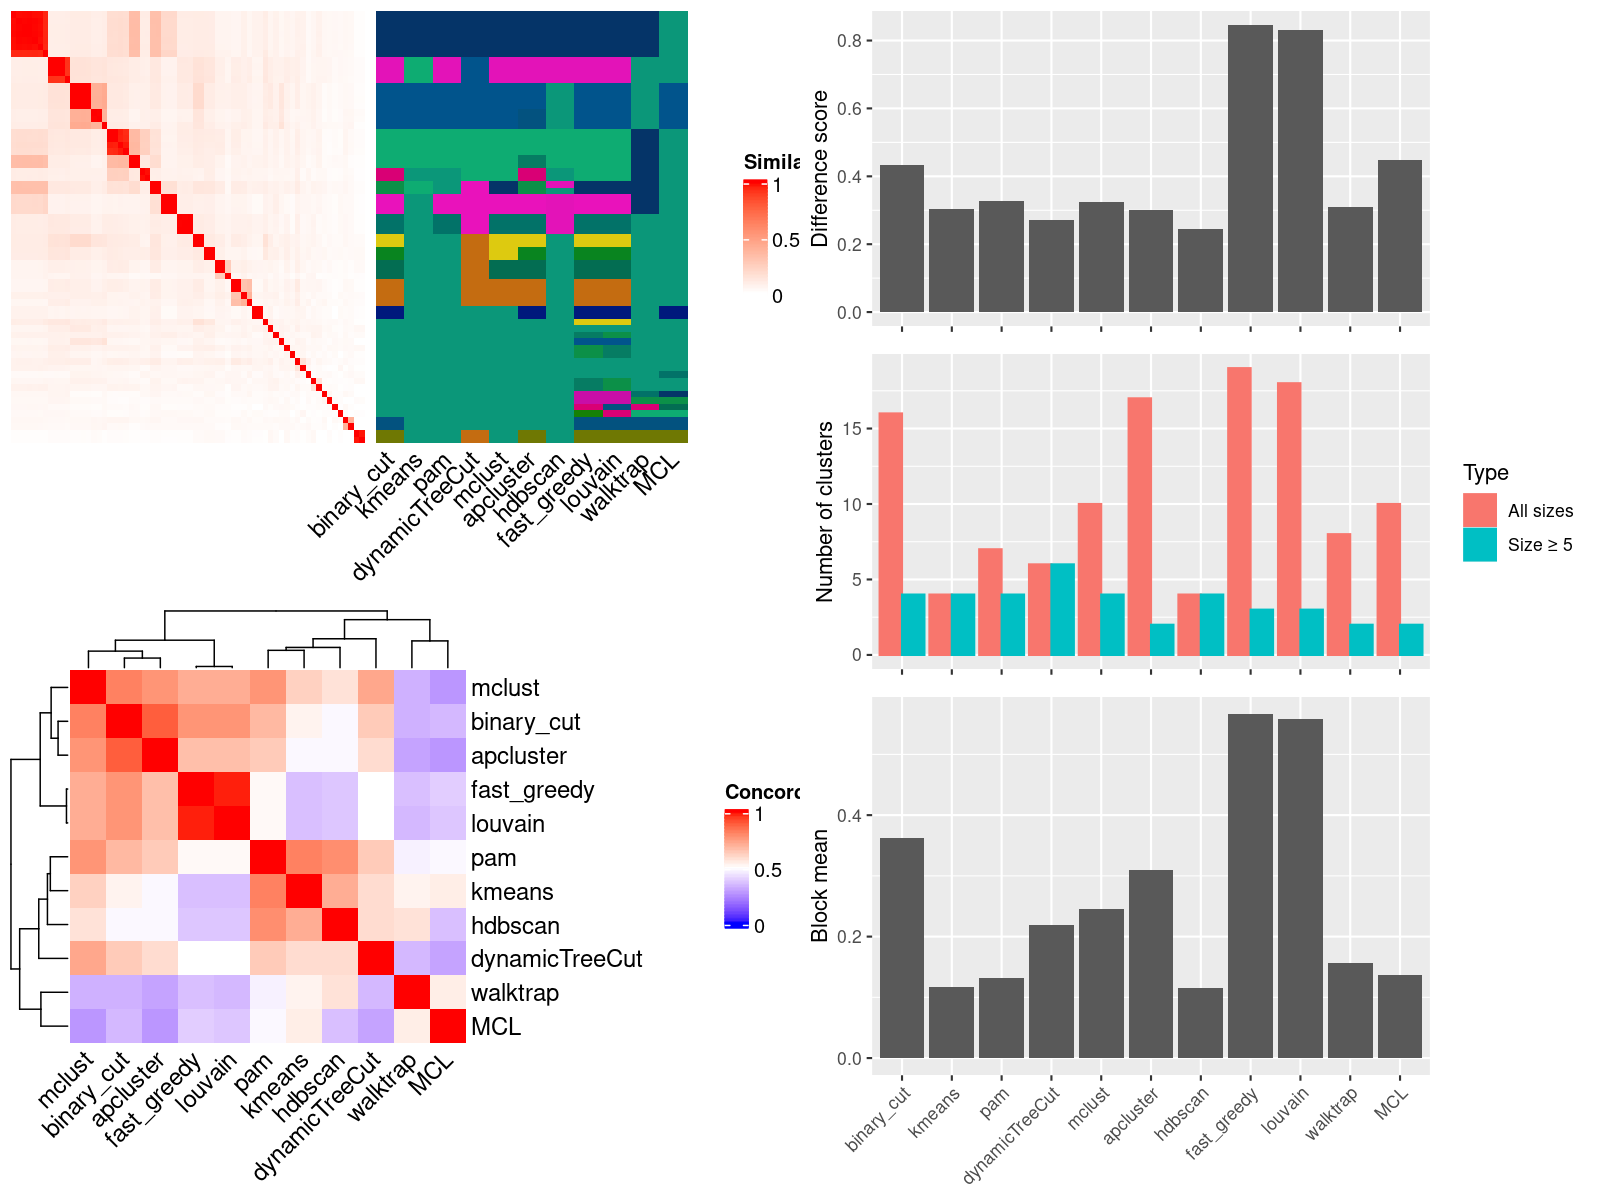 Simila
1
0.5
0
binary_cut
kmeans
pam
dynamicTreeCut
mclust
apcluster
hdbscan
fast_greedy
louvain
walktrap
MCL
mclust
binary_cut
apcluster
fast_greedy
louvain
pam
kmeans
hdbscan
dynamicTreeCut
walktrap
MCL
Concord
1
0.5
0
mclust
binary_cut
apcluster
fast_greedy
louvain
pam
kmeans
hdbscan
dynamicTreeCut
walktrap
MCL
Difference score
0.8
0.6
0.4
0.2
0.0
Number of clusters
15
10
5
0
Type
All sizes
Size ≥ 5
Block mean
0.4
0.2
0.0
binary_cut
kmeans
pam
dynamicTreeCut
mclust
apcluster
hdbscan
fast_greedy
louvain
walktrap
MCL